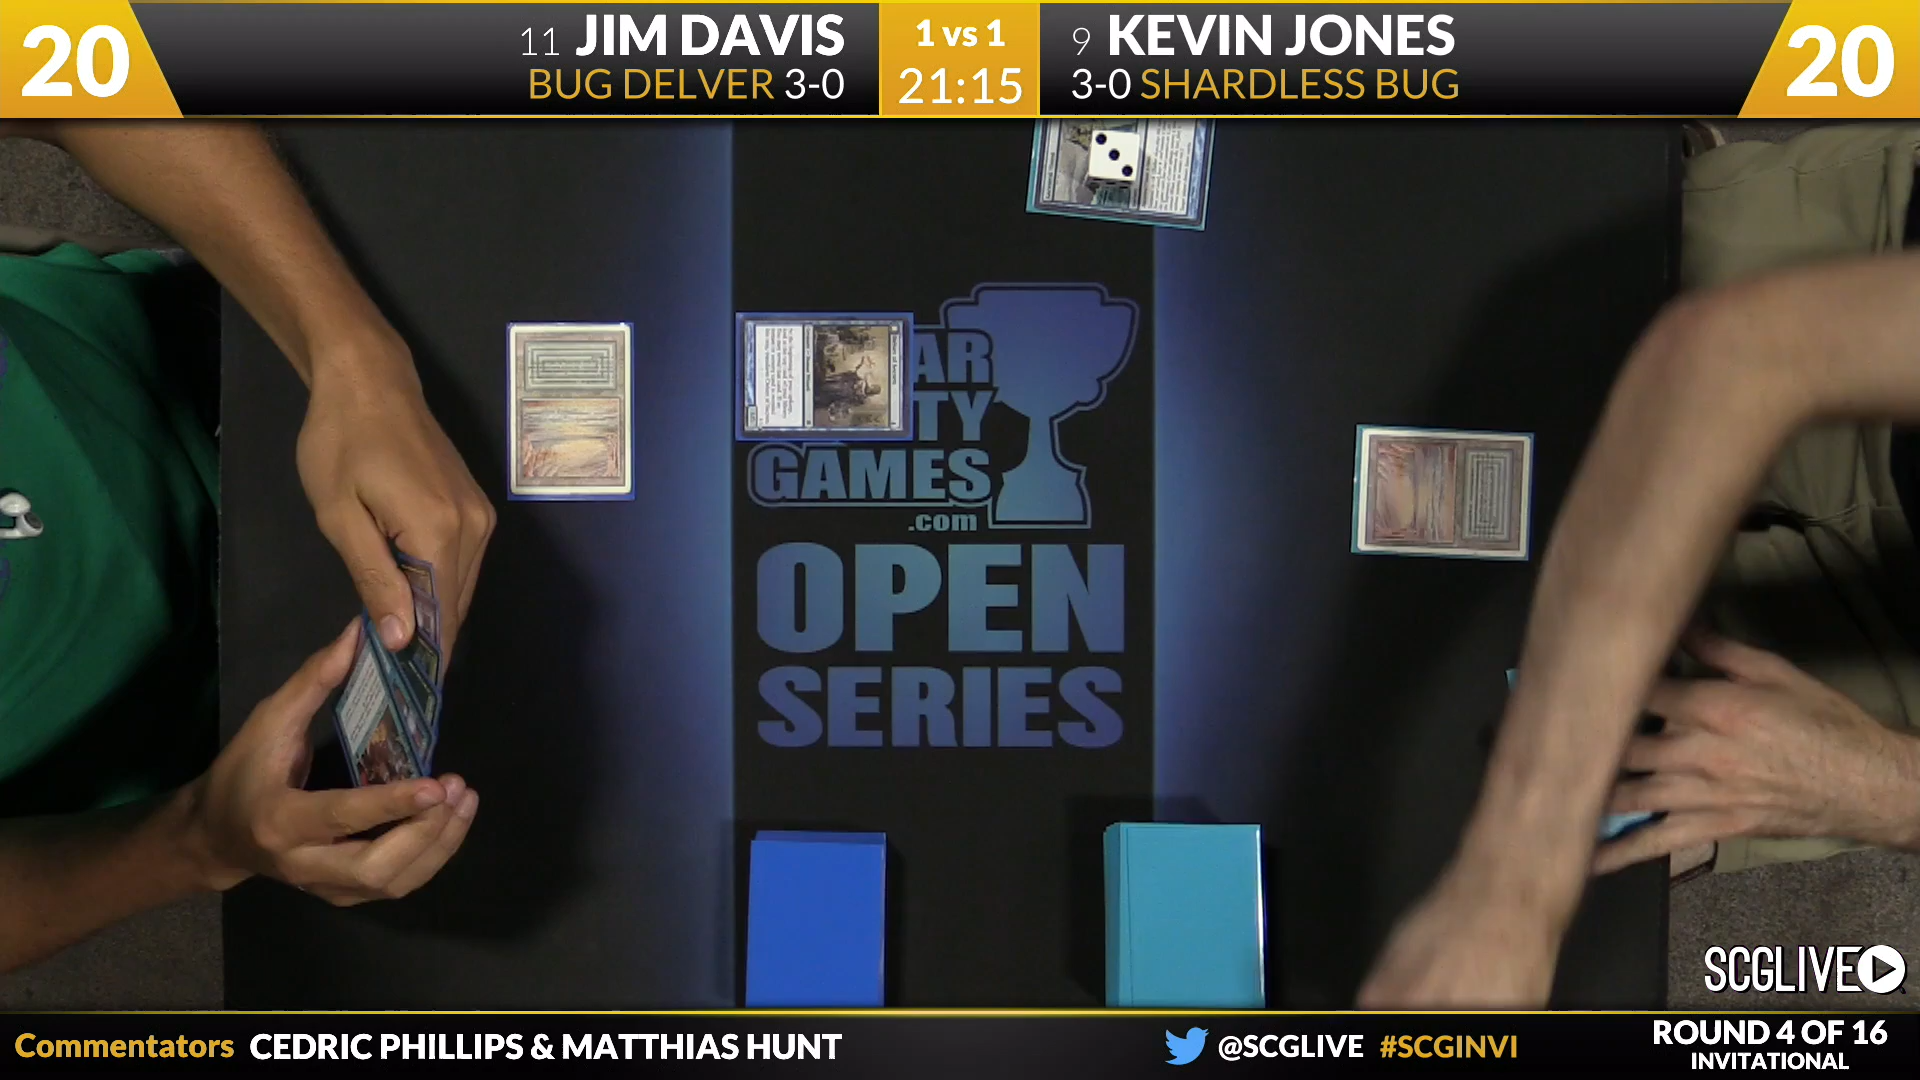 20
11 JIM DAVIS
BUG DELVER 3-0
1 vs 1
21:15
9 KEVIN JONES
3-0 SHARDLESS BUG
20
AR
TY
GAMES
.com
OPEN
SERIES
SCGLIVE
Commentators CEDRIC PHILLIPS & MATTHIAS HUNT
@SCGLIVE #SCGINVI
ROUND 4 OF 16
INVITATIONAL